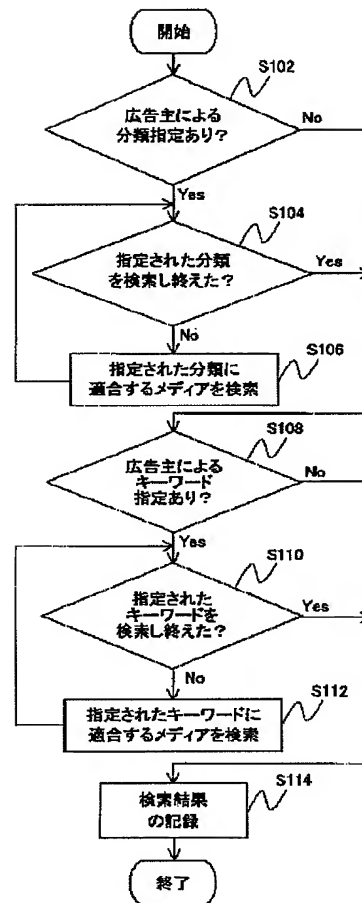 開始
S102
広告主による
分類指定あり?
No
Yes
S104
指定された分類
を検索し終えた?
Yes
No
S106
指定された分類に
適合するメディアを検索
S108
広告主による
キーワード
指定あり?
No
Yes
S110
指定された
キーワードを
検索し終えた?
Yes
No
S112
指定されたキーワードに
適合するメディアを検索
S114
検索結果
の記録
終了